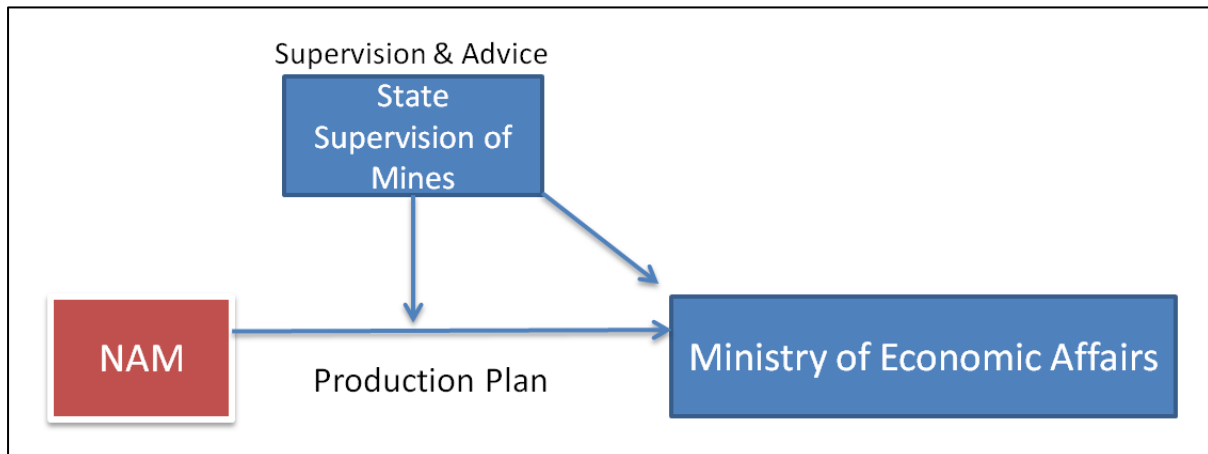 Supervision & Advice
State
Supervision of
Mines
NAM
Production Plan
Ministry of Economic Affairs